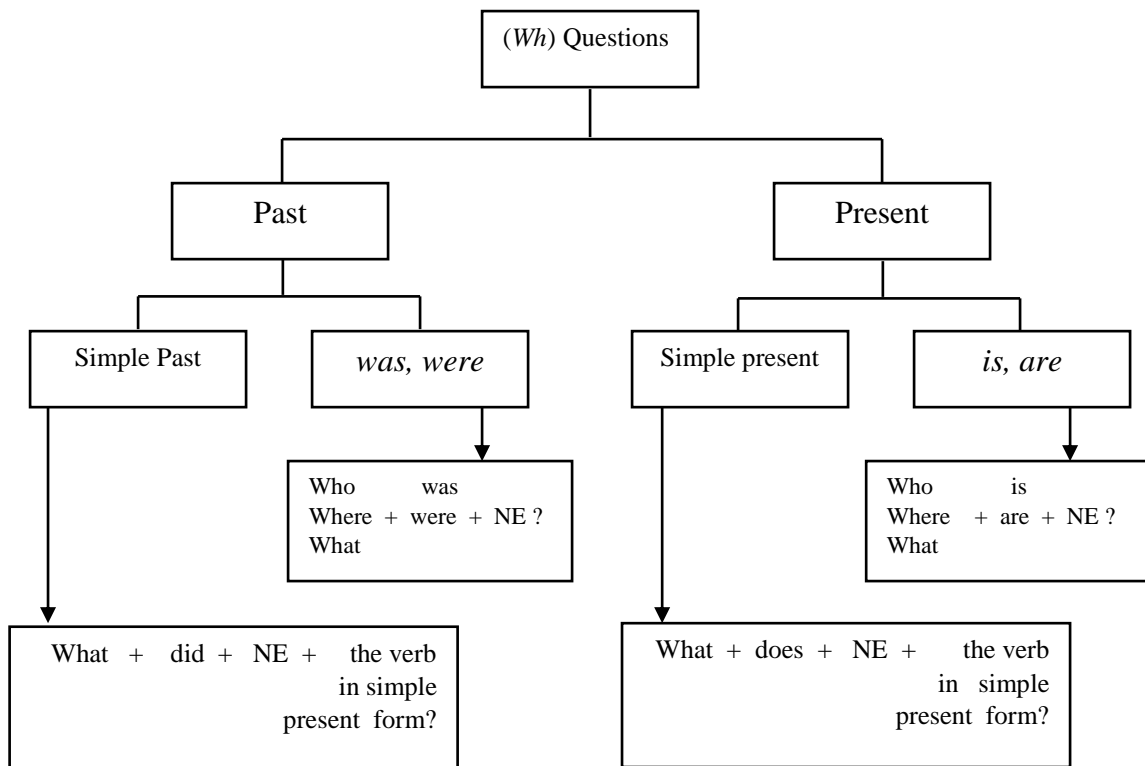 (Wh) Questions
Past
Present
Simple Past
was, were
Simple present
is, are
Who was
Where + were + NE ?
What
Who is
Where + are + NE ?
What
What + did + NE + the verb
in simple
present form?
What + does + NE + the verb
in simple
present form?